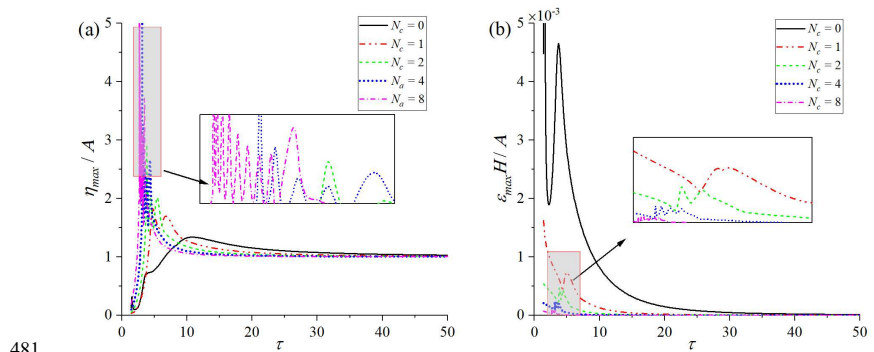 (a)
N_c = 0
N_c = 1
N_c = 2
N_a = 4
N_a = 8
η_max / A
5
4
3
2
1
0
0 10 20 30 40 50
τ
(b)
5 ×10⁻³
N_c = 0
N_c = 1
N_c = 2
N_c = 4
N_c = 8
ε_max H / A
4
3
2
1
0
0 10 20 30 40 50
τ
481